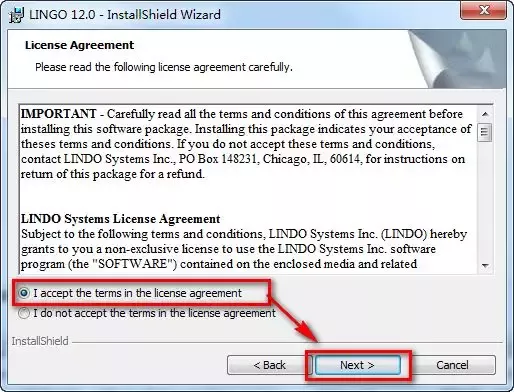 LINGO 12.0 - InstallShield Wizard
License Agreement
Please read the following license agreement carefully.
IMPORTANT - Carefully read all the terms and conditions of this agreement before
installing this software package. Installing this package indicates your acceptance of
theses terms and conditions. If you do not accept these terms and conditions,
contact LINDO Systems Inc., PO Box 148231, Chicago, IL, 60614, for instructions on
return of this package for a refund.
LINDO Systems License Agreement
Subject to the following terms and conditions, LINDO Systems Inc. (LINDO) hereby
grants to you a non-exclusive license to use the LINDO Systems Inc. software
program (the "SOFTWARE") contained on the enclosed media and related
I accept the terms in the license agreement
I do not accept the terms in the license agreement
InstallShield
< Back Next > Cancel